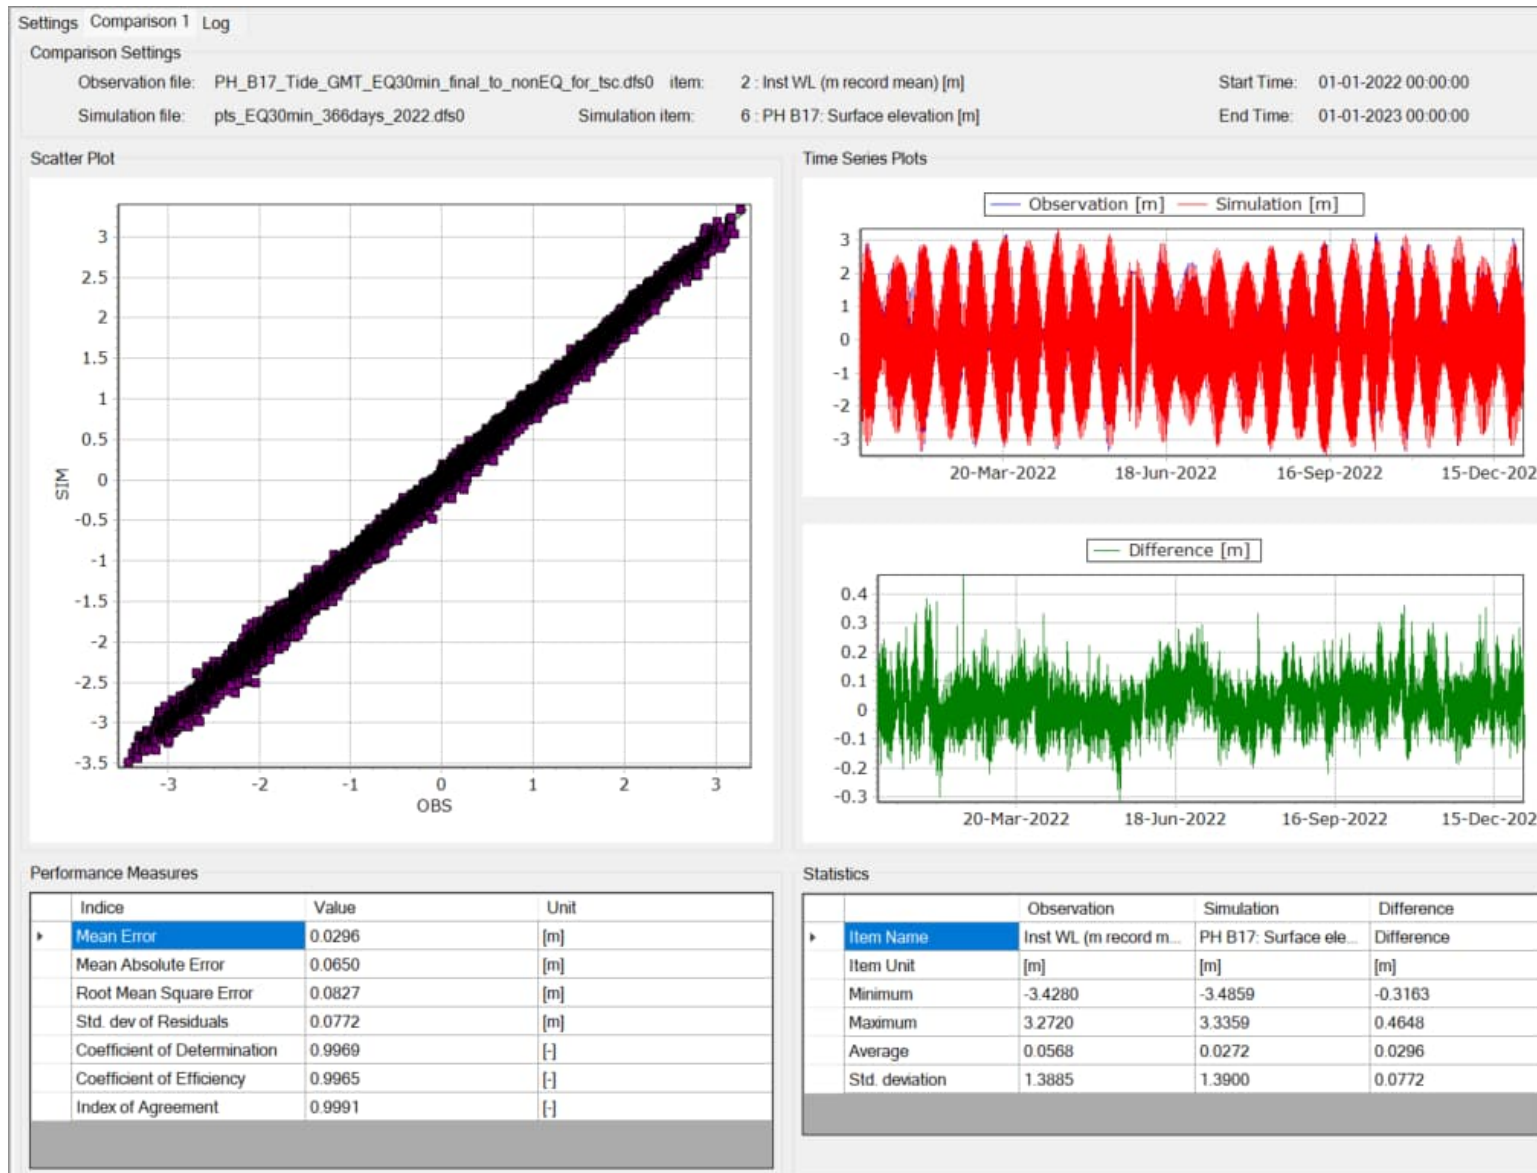 Settings Comparison 1 Log
Comparison Settings
Observation file: PH_B17_Tide_GMT_EQ30min_final_to_nonEQ_for_tsc.dfs0 item: 2 : Inst WL (m record mean) [m] Start Time: 01-01-2022 00:00:00
Simulation file: pts_EQ30min_366days_2022.dfs0 Simulation item: 6 : PH B17: Surface elevation [m] End Time: 01-01-2023 00:00:00
Scatter Plot
3
2.5
2
1.5
1
0.5
0
-0.5
-1
-1.5
-2
-2.5
-3
-3.5
SIM
-3 -2 -1 0 1 2 3
OBS
Time Series Plots
Observation [m] Simulation [m]
3
2
1
0
-1
-2
-3
20-Mar-2022 18-Jun-2022 16-Sep-2022 15-Dec-202
Difference [m]
0.4
0.3
0.2
0.1
0
-0.1
-0.2
-0.3
20-Mar-2022 18-Jun-2022 16-Sep-2022 15-Dec-202
Performance Measures
Indice Value Unit
Mean Error 0.0296 [m]
Mean Absolute Error 0.0650 [m]
Root Mean Square Error 0.0827 [m]
Std. dev of Residuals 0.0772 [m]
Coefficient of Determination 0.9969 [-]
Coefficient of Efficiency 0.9965 [-]
Index of Agreement 0.9991 [-]
Statistics
Observation Simulation Difference
Item Name Inst WL (m record m... PH B17: Surface ele... Difference
Item Unit [m] [m] [m]
Minimum -3.4280 -3.4859 -0.3163
Maximum 3.2720 3.3359 0.4648
Average 0.0568 0.0272 0.0296
Std. deviation 1.3885 1.3900 0.0772